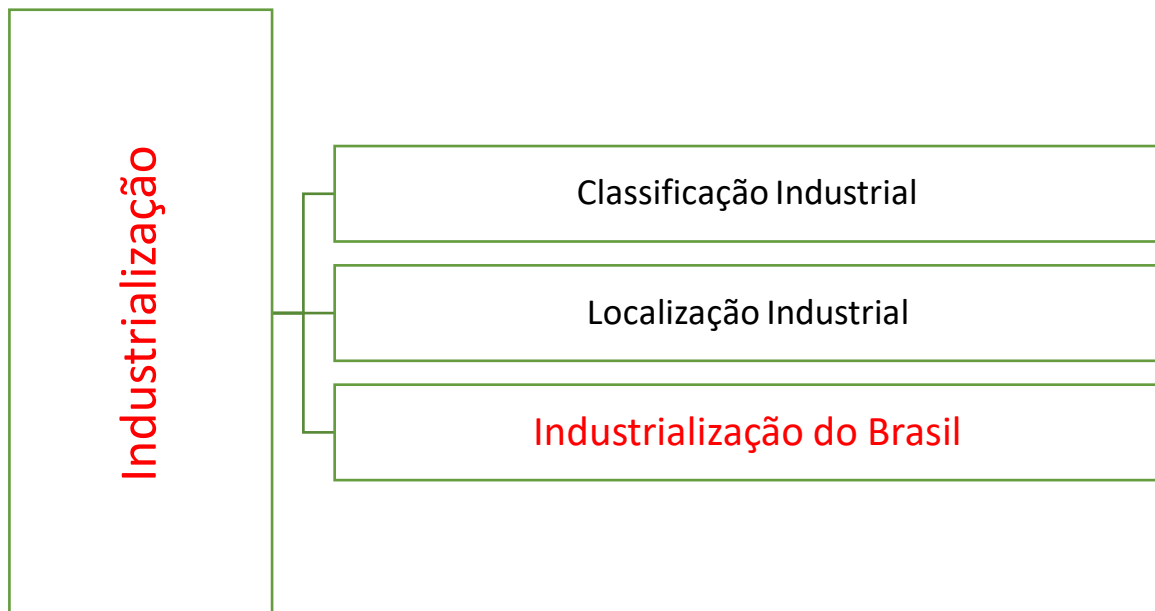 Industrialização
Classificação Industrial
Localização Industrial
Industrialização do Brasil